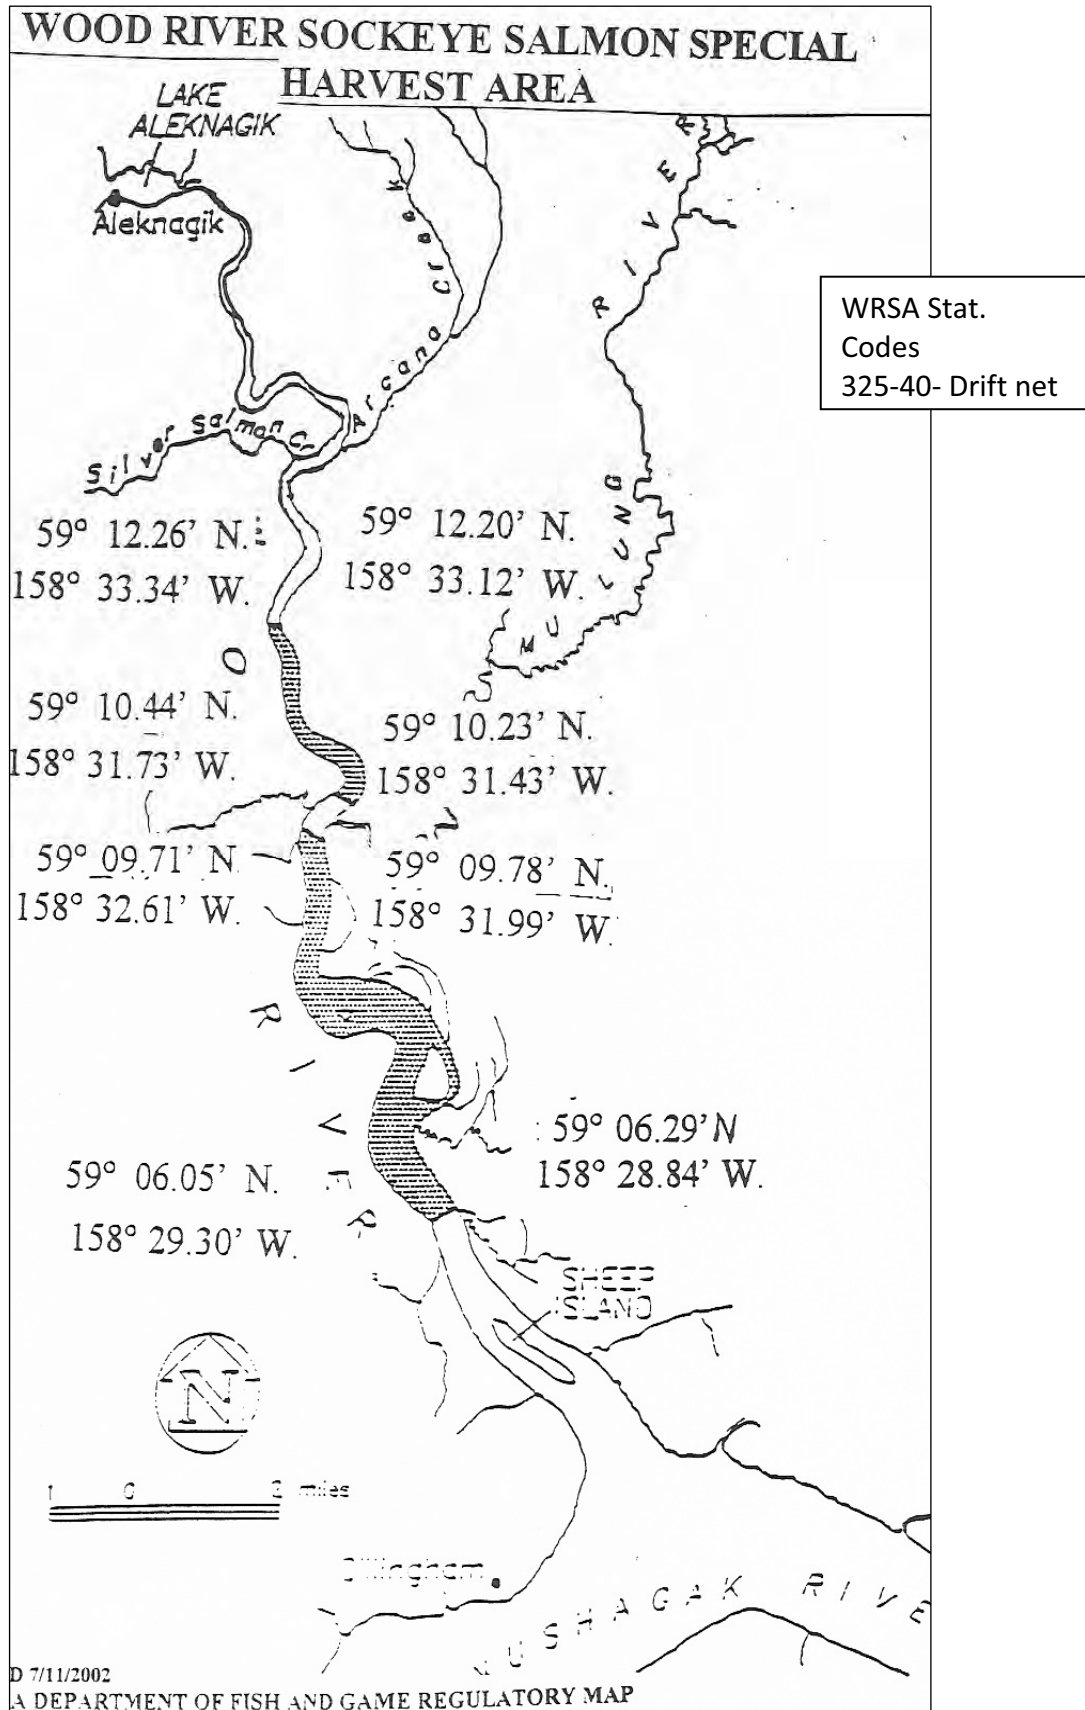 WOOD RIVER SOCKEYE SALMON SPECIAL
HARVEST AREA
LAKE
ALEKNAGIK
Aleknagik
Arcana Creek
RIVER
WRSA Stat.
Codes
325-40- Drift net
Silver Salmon Cr.
MUKLUNG
59° 12.26' N.
158° 33.34' W.
59° 12.20' N.
158° 33.12' W.
O
59° 10.44' N.
158° 31.73' W.
59° 10.23' N.
158° 31.43' W.
59° 09.71' N
158° 32.61' W.
59° 09.78' N.
158° 31.99' W.
RIVER
59° 06.29' N
158° 28.84' W.
59° 06.05' N.
158° 29.30' W.
SHEEP
ISLAND
N
1 0 2 miles
Dillingham
NUSHAGAK RIVE
D 7/11/2002
A DEPARTMENT OF FISH AND GAME REGULATORY MAP